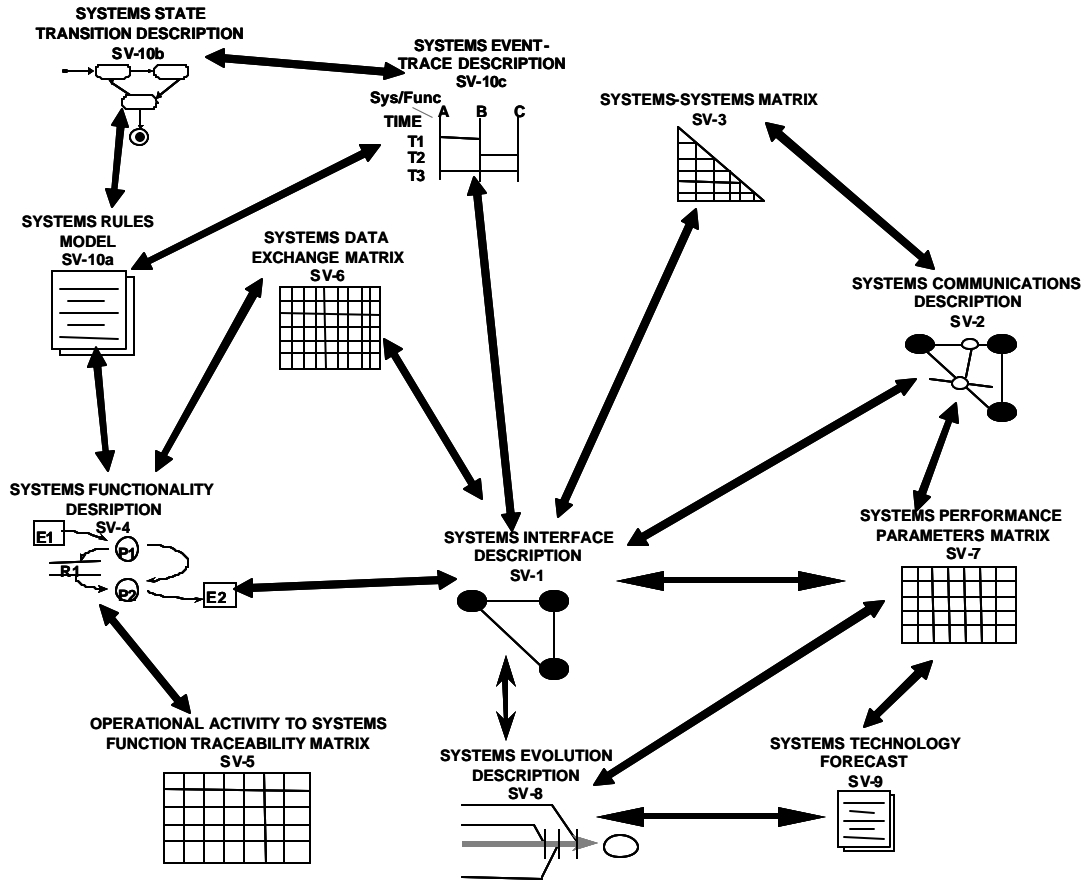 SYSTEMS STATE
TRANSITION DESCRIPTION
SV-10b
SYSTEMS EVENT-
TRACE DESCRIPTION
SV-10c
Sys/Func
A B C
TIME
T1
T2
T3
SYSTEMS-SYSTEMS MATRIX
SV-3
SYSTEMS RULES
MODEL
SV-10a
SYSTEMS DATA
EXCHANGE MATRIX
SV-6
SYSTEMS COMMUNICATIONS
DESCRIPTION
SV-2
SYSTEMS FUNCTIONALITY
DESRIPTION
SV-4
E1
P1
R1
P2
E2
SYSTEMS INTERFACE
DESCRIPTION
SV-1
SYSTEMS PERFORMANCE
PARAMETERS MATRIX
SV-7
OPERATIONAL ACTIVITY TO SYSTEMS
FUNCTION TRACEABILITY MATRIX
SV-5
SYSTEMS EVOLUTION
DESCRIPTION
SV-8
SYSTEMS TECHNOLOGY
FORECAST
SV-9